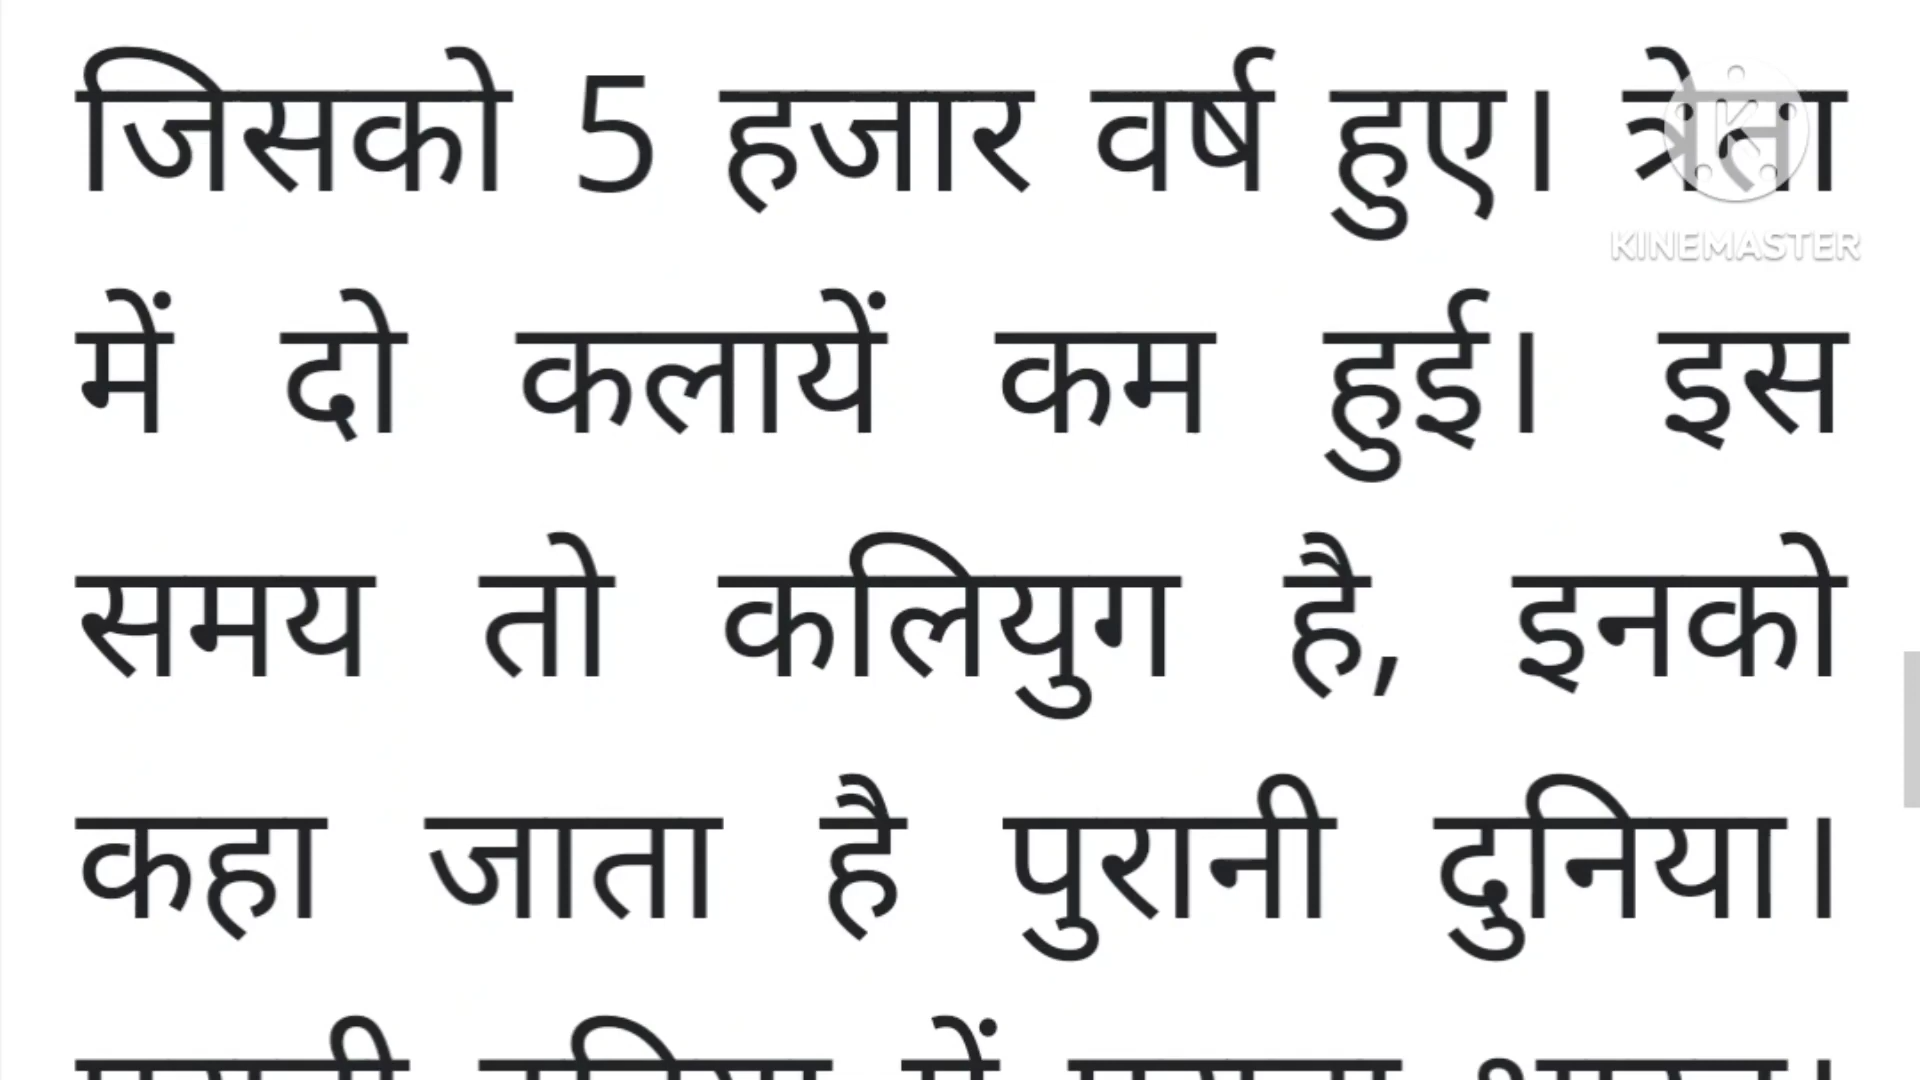 जिसको 5 हजार वर्ष हुए। त्रेता
KINEMASTER
में दो कलायें कम हुई। इस
समय तो कलियुग है, इनको
कहा जाता है पुरानी दुनिया।